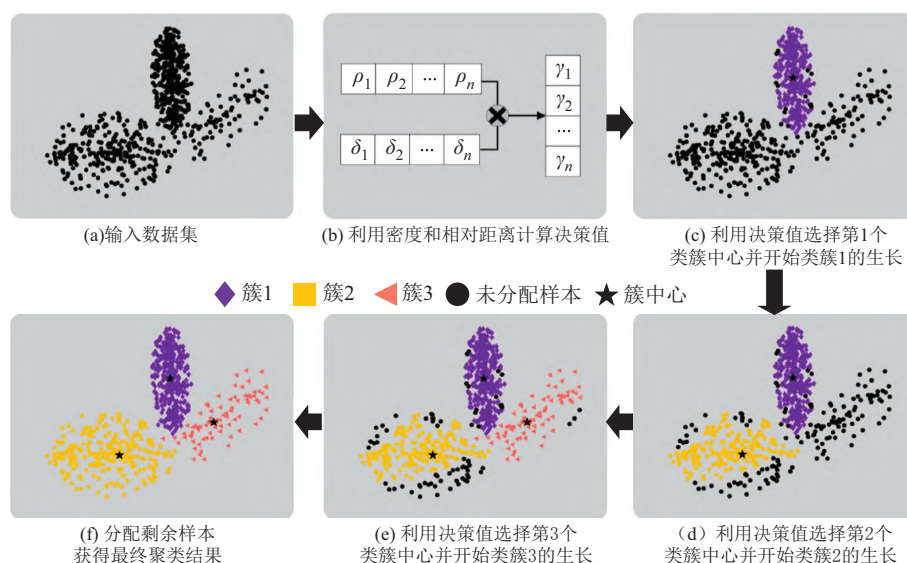 ρ1 ρ2 ... ρn
δ1 δ2 ... δn
γ1
γ2
...
γn
(a)输入数据集
(b) 利用密度和相对距离计算决策值
(c) 利用决策值选择第1个
类簇中心并开始类簇1的生长
簇1 簇2 簇3 未分配样本 簇中心
(f) 分配剩余样本
获得最终聚类结果
(e) 利用决策值选择第3个
类簇中心并开始类簇3的生长
(d）利用决策值选择第2个
类簇中心并开始类簇2的生长